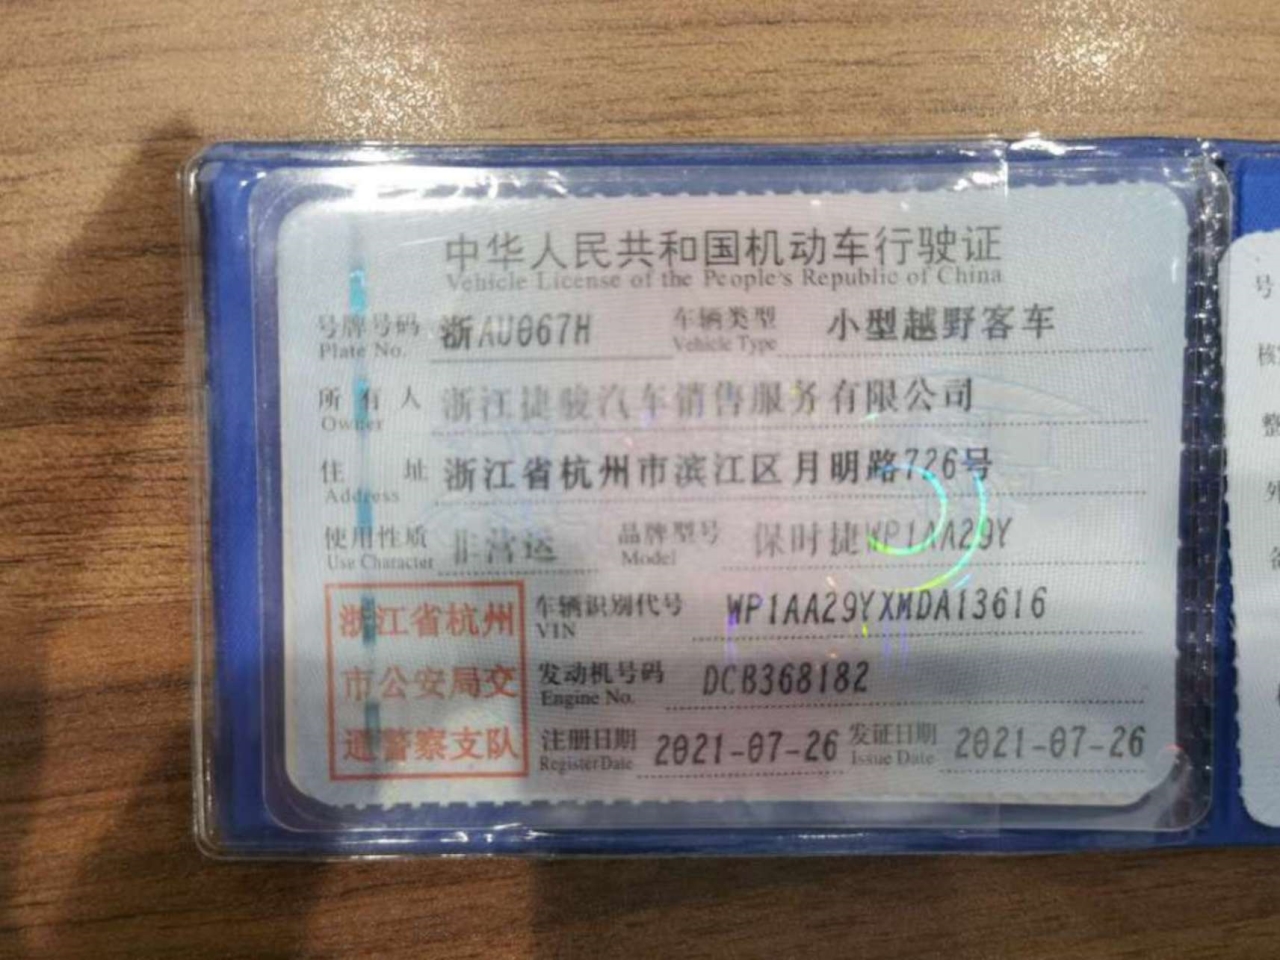 中华人民共和国机动车行驶证
Vehicle License of the People's Republic of China
号牌号码 浙AU067H 车辆类型 小型越野客车
Plate No. Vehicle Type
所有人 浙江捷骏汽车销售服务有限公司
Owner
住址 浙江省杭州市滨江区月明路726号
Address
使用性质 非营运 品牌型号 保时捷WP1AA29Y
Use Character Model
浙江省杭州
市公安局交
通警察支队
车辆识别代号 WP1AA29YXMDA13616
VIN
发动机号码 DCB368182
Engine No.
注册日期 2021-07-26 发证日期 2021-07-26
Register Date Issue Date
号